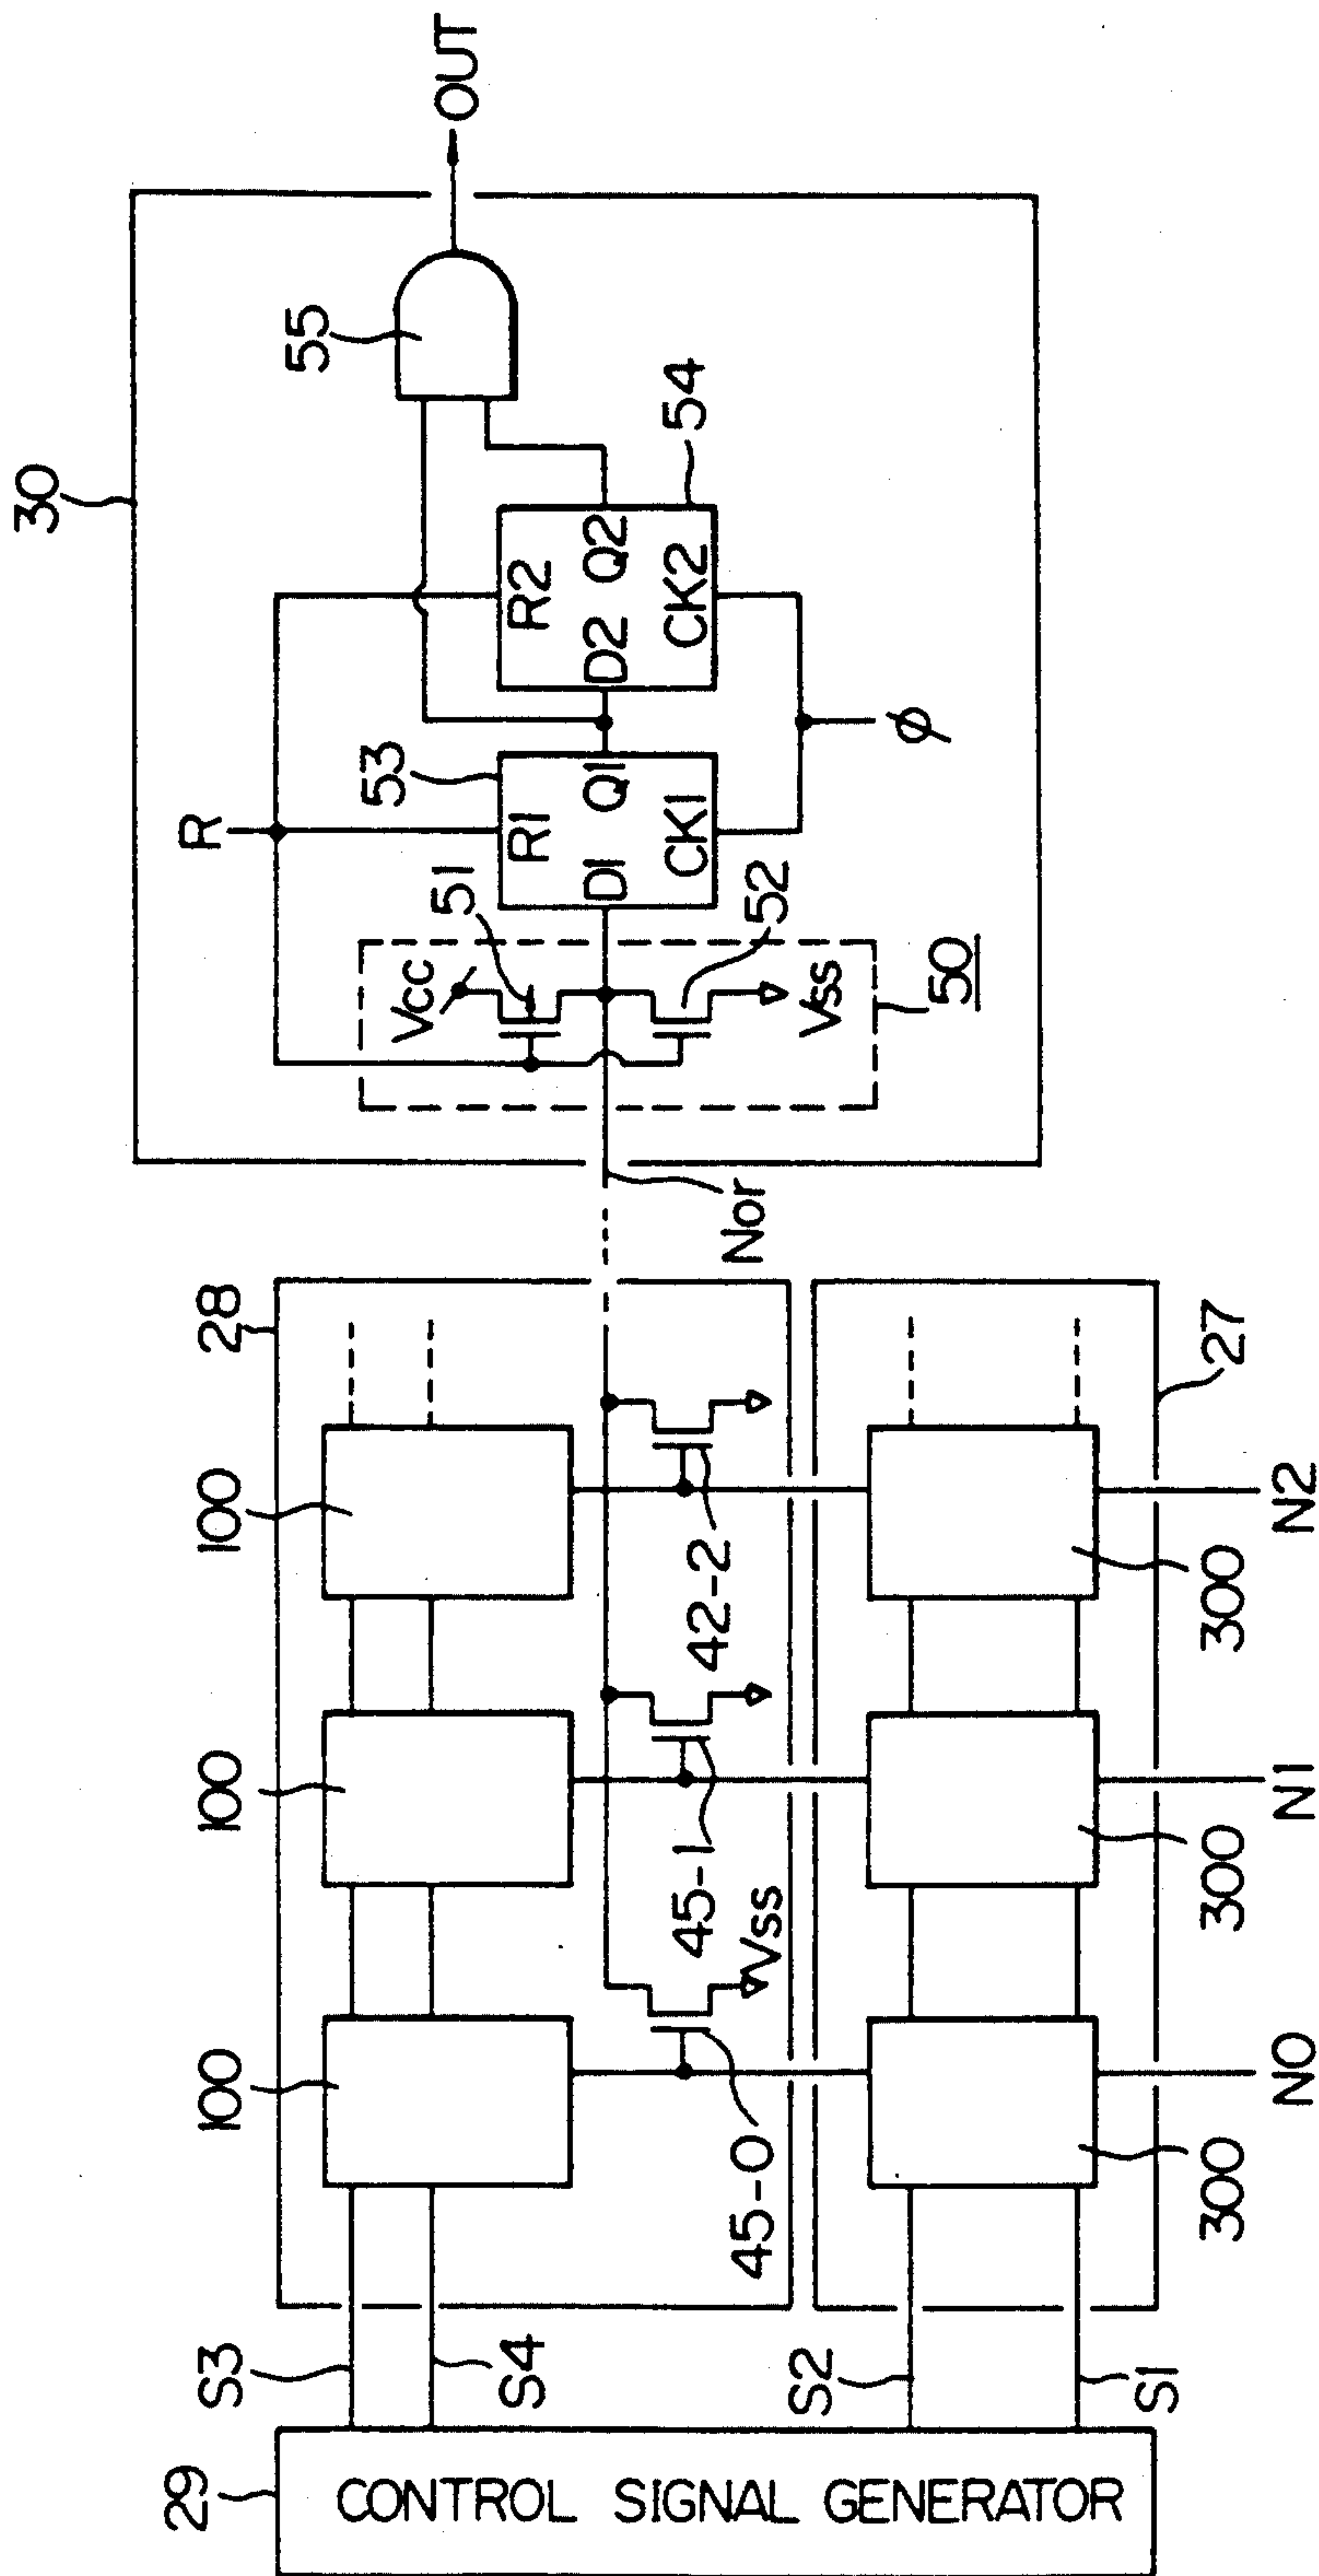 29
CONTROL SIGNAL GENERATOR
S3
S4
S2
S1
28
100
100
100
45-0
Vss
45-1
42-2
300
300
300
27
N0
N1
N2
Nor
30
R
Vcc
51
52
Vss
50
53
R1
D1 Q1
CK1
54
R2
D2 Q2
CK2
ϕ
55
OUT